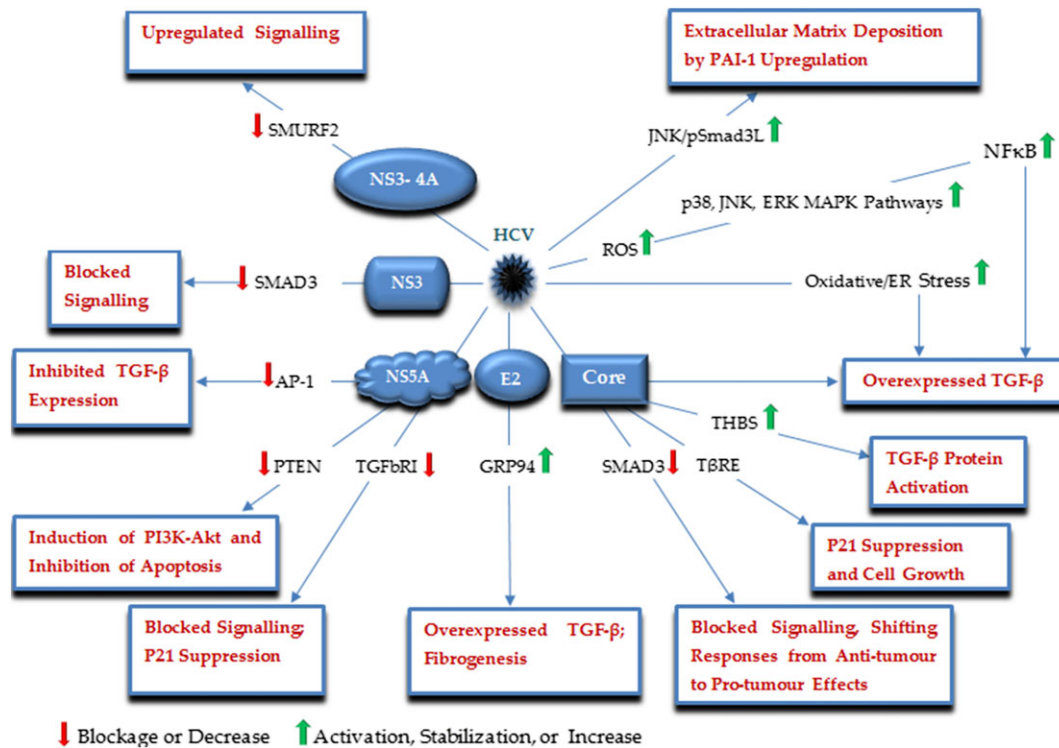 Upregulated Signalling
Extracellular Matrix Deposition
by PAI-1 Upregulation
SMURF2
JNK/pSmad3L
NFκB
NS3- 4A
p38, JNK, ERK MAPK Pathways
HCV
ROS
Blocked
Signalling
SMAD3
NS3
Oxidative/ER Stress
Inhibited TGF-β
Expression
AP-1
NS5A
E2
Core
Overexpressed TGF-β
THBS
PTEN
TGFbRI
GRP94
SMAD3
TβRE
TGF-β Protein
Activation
Induction of PI3K-Akt and
Inhibition of Apoptosis
P21 Suppression
and Cell Growth
Blocked Signalling;
P21 Suppression
Overexpressed TGF-β;
Fibrogenesis
Blocked Signalling, Shifting
Responses from Anti-tumour
to Pro-tumour Effects
Blockage or Decrease
Activation, Stabilization, or Increase